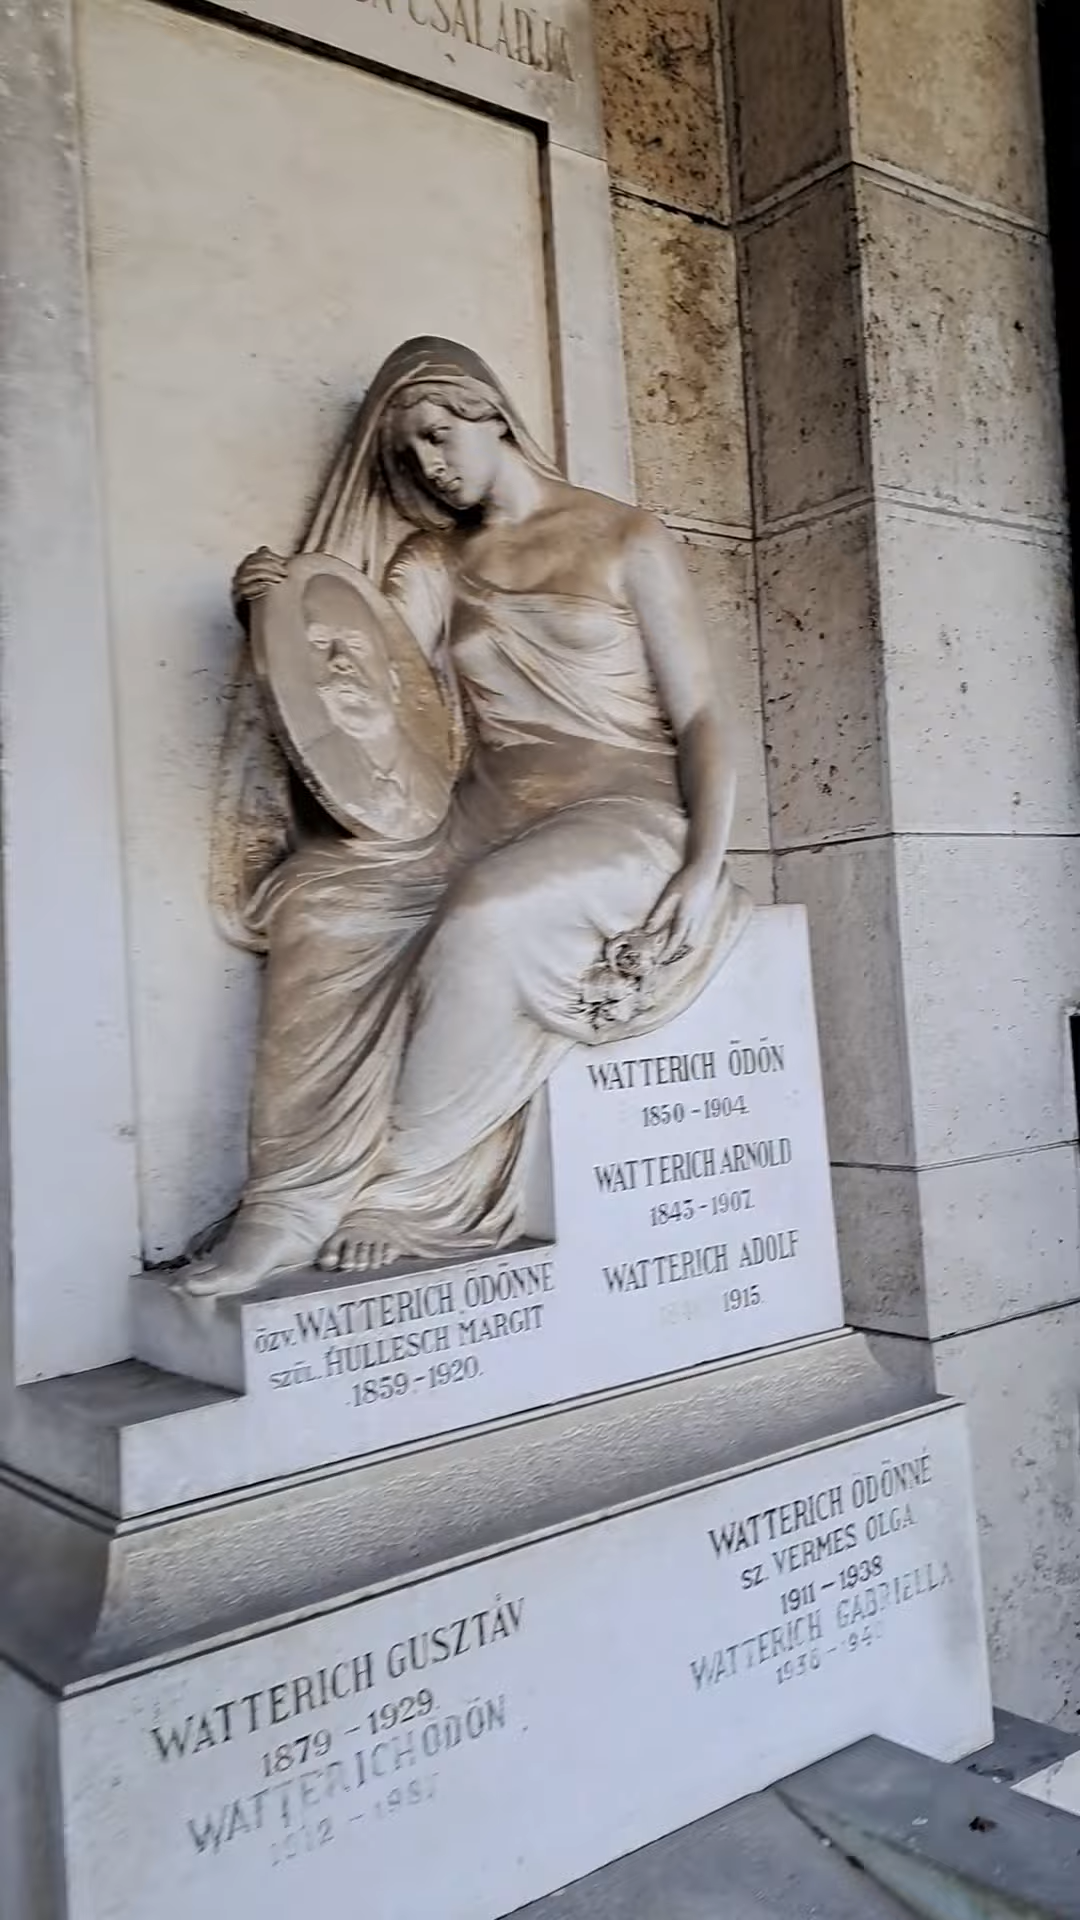 CSALÁDJA
WATTERICH ÖDÖN
1850-1904.
WATTERICH ARNOLD
1843-1907.
WATTERICH ADOLF
1915.
özv. WATTERICH ÖDÖNNÉ
szül. HULLESCH MARGIT
1859-1920.
WATTERICH ÖDÖNNÉ
SZ. VERMES OLGA
1911-1938
WATTERICH GABRIELLA
WATTERICH GUSZTÁV
1879-1929.
WATTERICH ÖDÖN